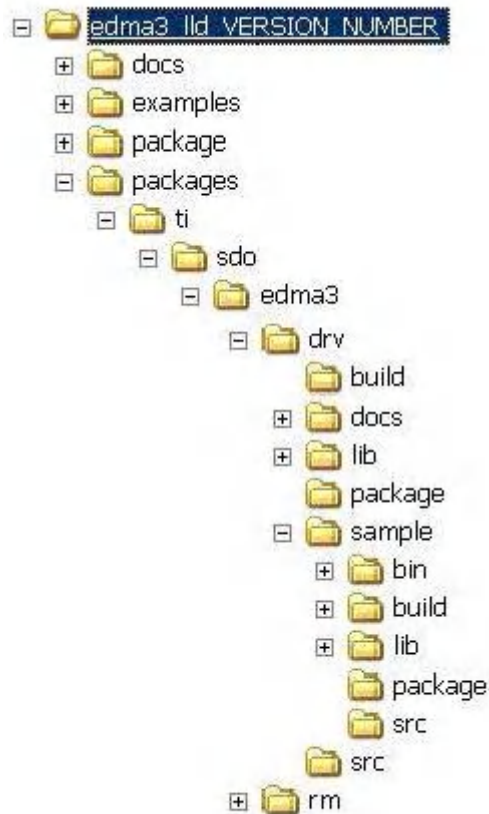 edma3_lld_VERSION_NUMBER
docs
examples
package
packages
ti
sdo
edma3
drv
build
docs
lib
package
sample
bin
build
lib
package
src
src
rm